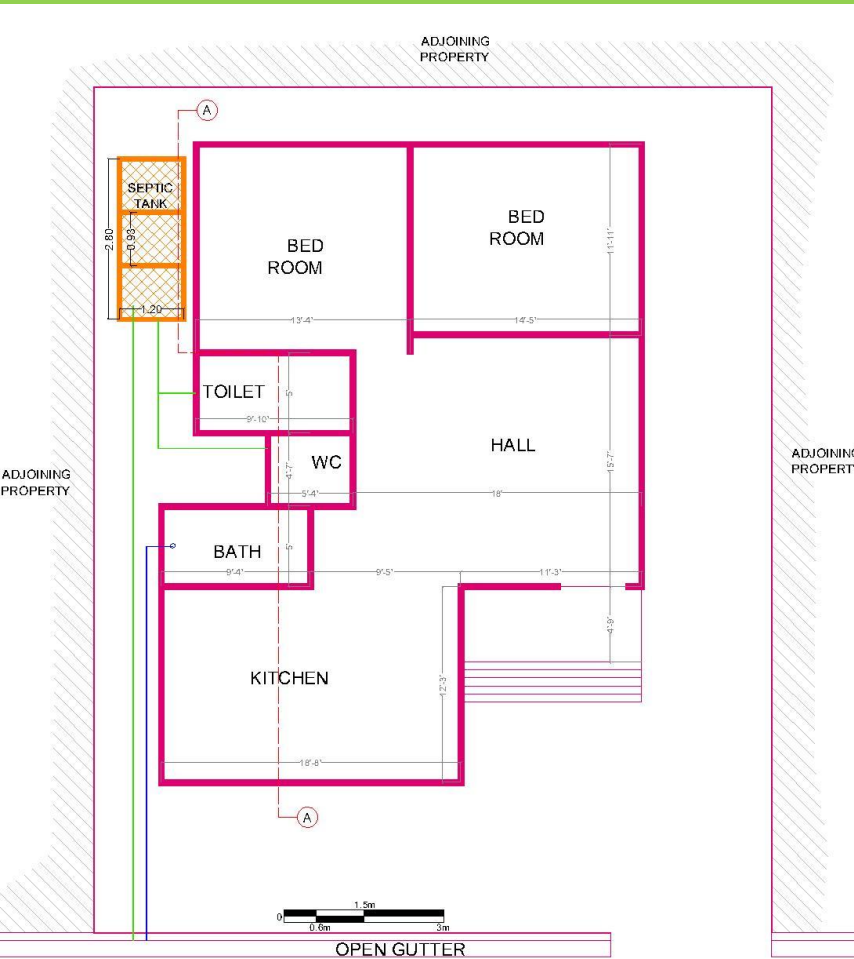 ADJOINING
PROPERTY
A
SEPTIC
TANK
2.80
0.93
1.20
BED
ROOM
BED
ROOM
11'-11"
13'-4"
14'-5"
TOILET
5'
9'-10"
HALL
WC
4'-7"
5'-4"
18'
15'-7"
ADJOINING
PROPERTY
ADJOINING
PROPERTY
BATH
5'
9'-4"
9'-5"
11'-3"
4'-9"
KITCHEN
12'-3"
18'-8"
A
1.5m
0
0.6m
3m
OPEN GUTTER